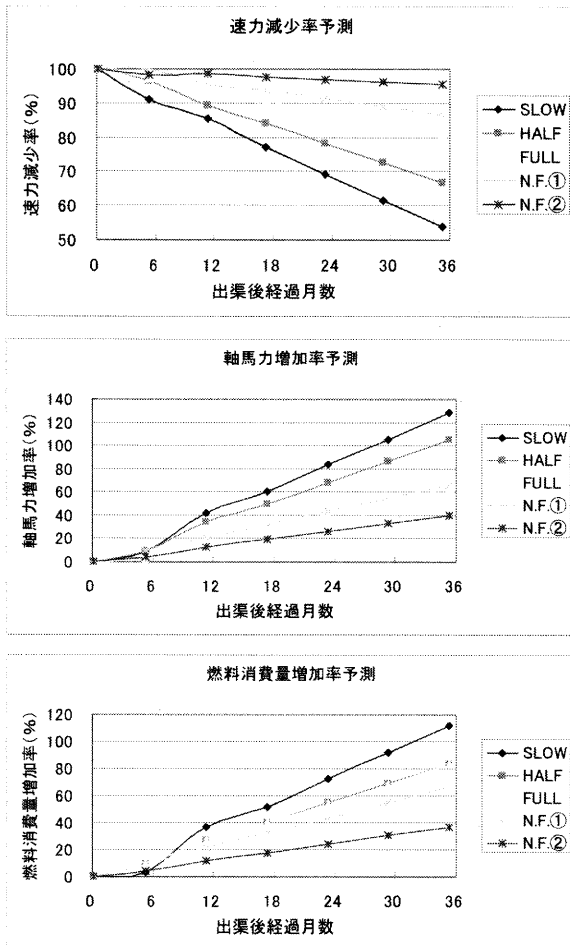 速力減少率予測
速力減少率(%)
100
90
80
70
60
50
0 6 12 18 24 30 36
出渠後経過月数
SLOW
HALF
FULL
N.F.①
N.F.②
軸馬力増加率予測
軸馬力増加率(%)
140
120
100
80
60
40
20
0
0 6 12 18 24 30 36
出渠後経過月数
SLOW
HALF
FULL
N.F.①
N.F.②
燃料消費量増加率予測
燃料消費量増加率(%)
120
100
80
60
40
20
0
0 6 12 18 24 30 36
出渠後経過月数
SLOW
HALF
FULL
N.F.①
N.F.②